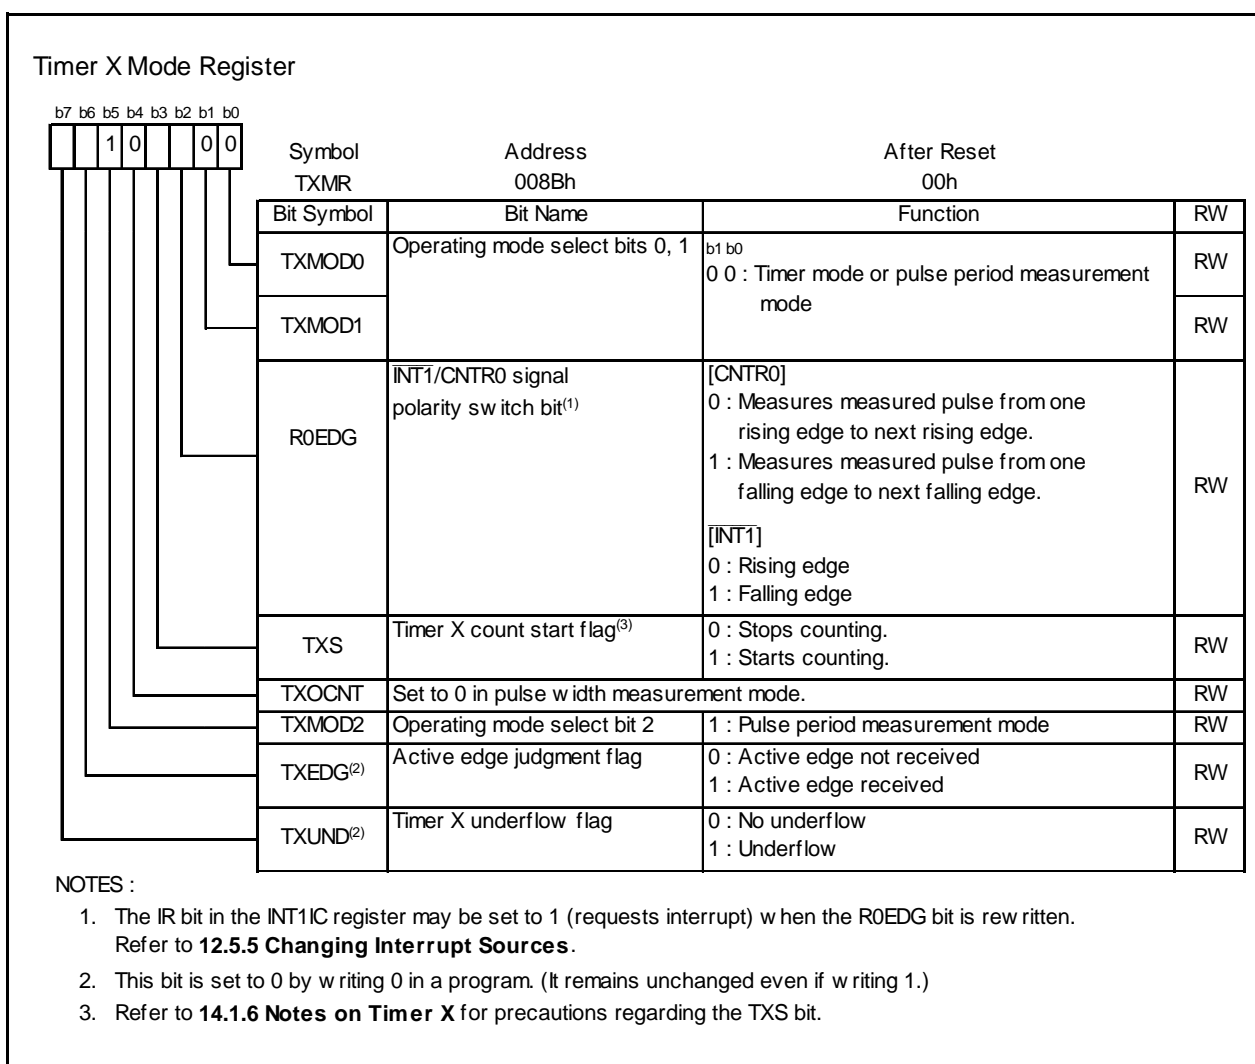 Timer X Mode Register
b7 b6 b5 b4 b3 b2 b1 b0
1 0 0 0
Symbol Address After Reset
TXMR 008Bh 00h
Bit Symbol Bit Name Function RW
TXMOD0 Operating mode select bits 0, 1 b1 b0 RW
0 0 : Timer mode or pulse period measurement
mode
TXMOD1 RW
R0EDG INT1/CNTR0 signal [CNTR0] RW
polarity switch bit(1) 0 : Measures measured pulse from one
rising edge to next rising edge.
1 : Measures measured pulse from one
falling edge to next falling edge.
[INT1]
0 : Rising edge
1 : Falling edge
TXS Timer X count start flag(3) 0 : Stops counting. RW
1 : Starts counting.
TXOCNT Set to 0 in pulse width measurement mode. RW
TXMOD2 Operating mode select bit 2 1 : Pulse period measurement mode RW
TXEDG(2) Active edge judgment flag 0 : Active edge not received RW
1 : Active edge received
TXUND(2) Timer X underflow flag 0 : No underflow RW
1 : Underflow
NOTES :
1. The IR bit in the INT1IC register may be set to 1 (requests interrupt) when the R0EDG bit is rewritten.
Refer to 12.5.5 Changing Interrupt Sources.
2. This bit is set to 0 by writing 0 in a program. (It remains unchanged even if writing 1.)
3. Refer to 14.1.6 Notes on Timer X for precautions regarding the TXS bit.